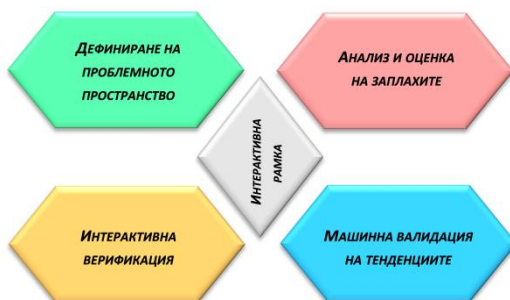 ДЕФИНИРАНЕ НА
ПРОБЛЕМНОТО
ПРОСТРАНСТВО
АНАЛИЗ И ОЦЕНКА
НА ЗАПЛАХИТЕ
ИНТЕРАКТИВНА
РАМКА
ИНТЕРАКТИВНА
ВЕРИФИКАЦИЯ
МАШИННА ВАЛИДАЦИЯ
НА ТЕНДЕНЦИИТЕ